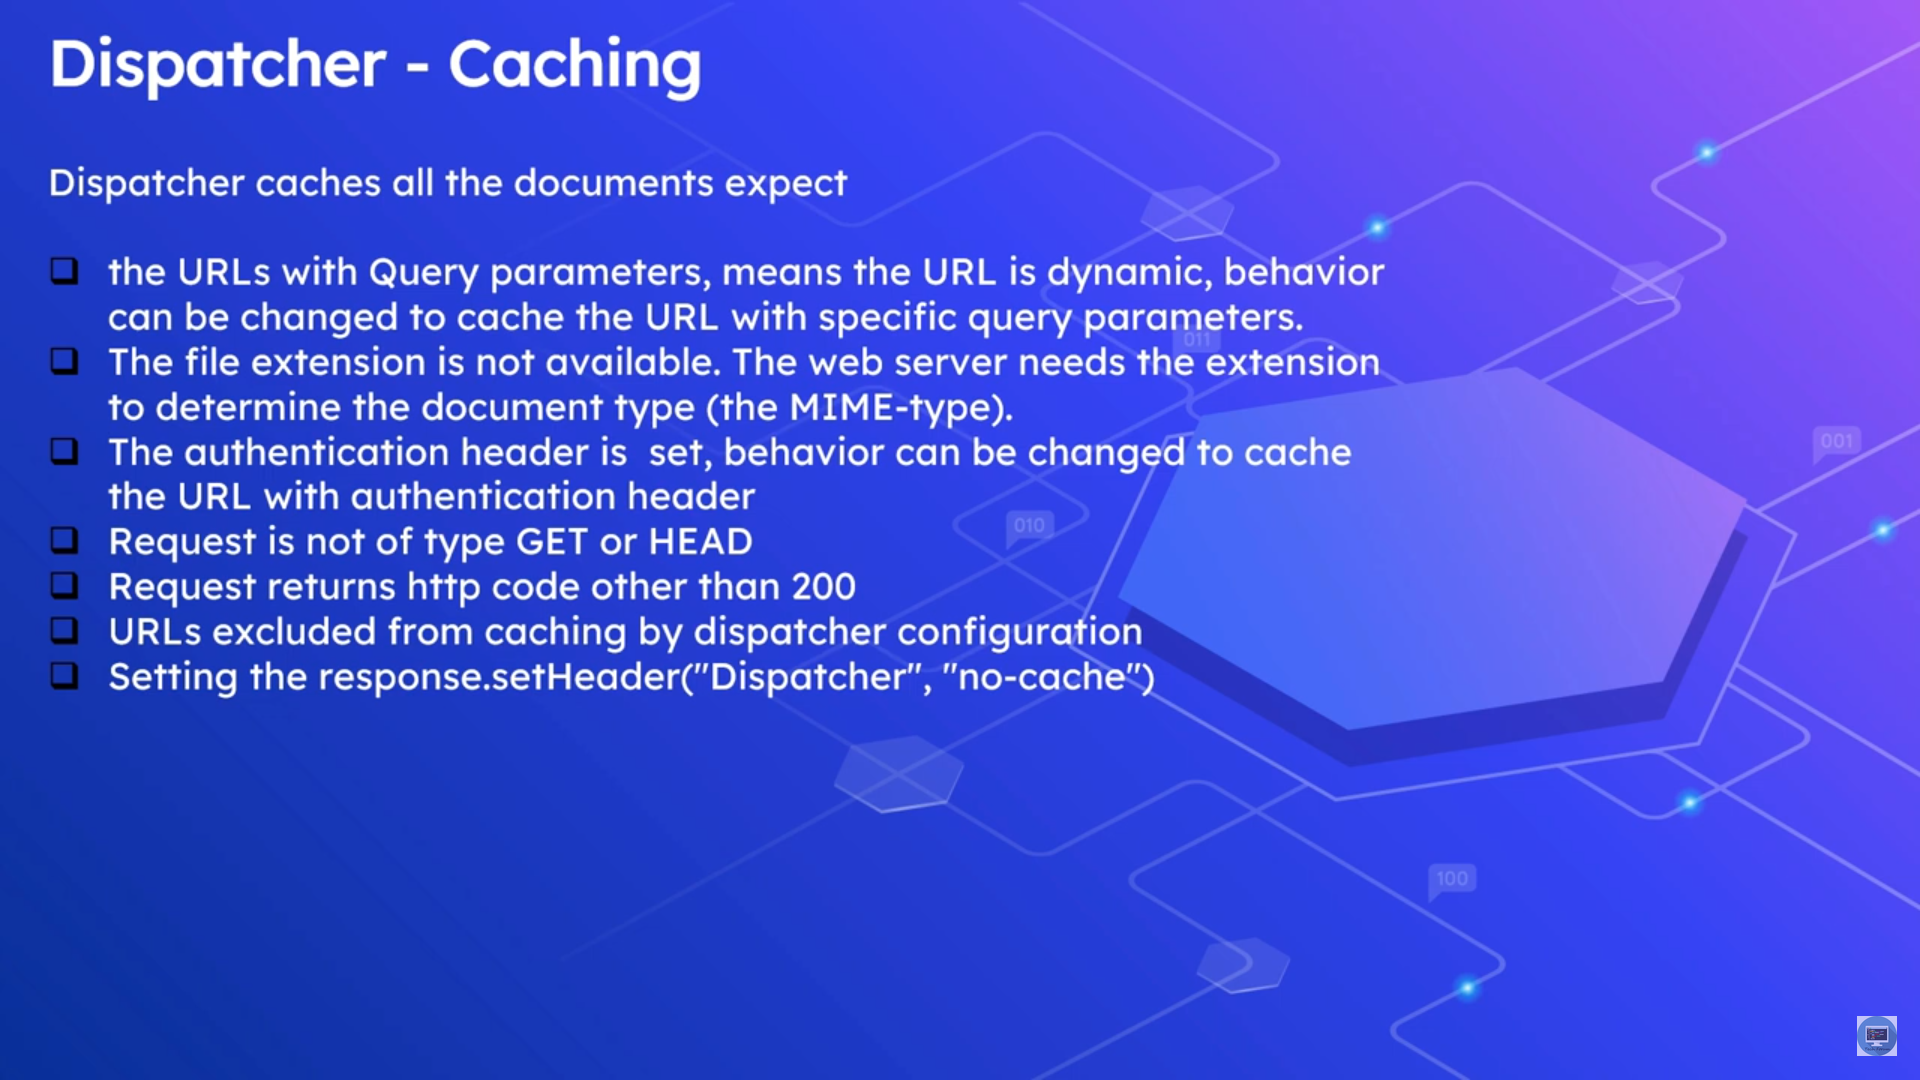 Dispatcher - Caching
Dispatcher caches all the documents expect
the URLs with Query parameters, means the URL is dynamic, behavior
can be changed to cache the URL with specific query parameters.
011
The file extension is not available. The web server needs the extension
to determine the document type (the MIME-type).
001
The authentication header is  set, behavior can be changed to cache
the URL with authentication header
010
Request is not of type GET or HEAD
Request returns http code other than 200
URLs excluded from caching by dispatcher configuration
Setting the response.setHeader("Dispatcher", "no-cache")
100